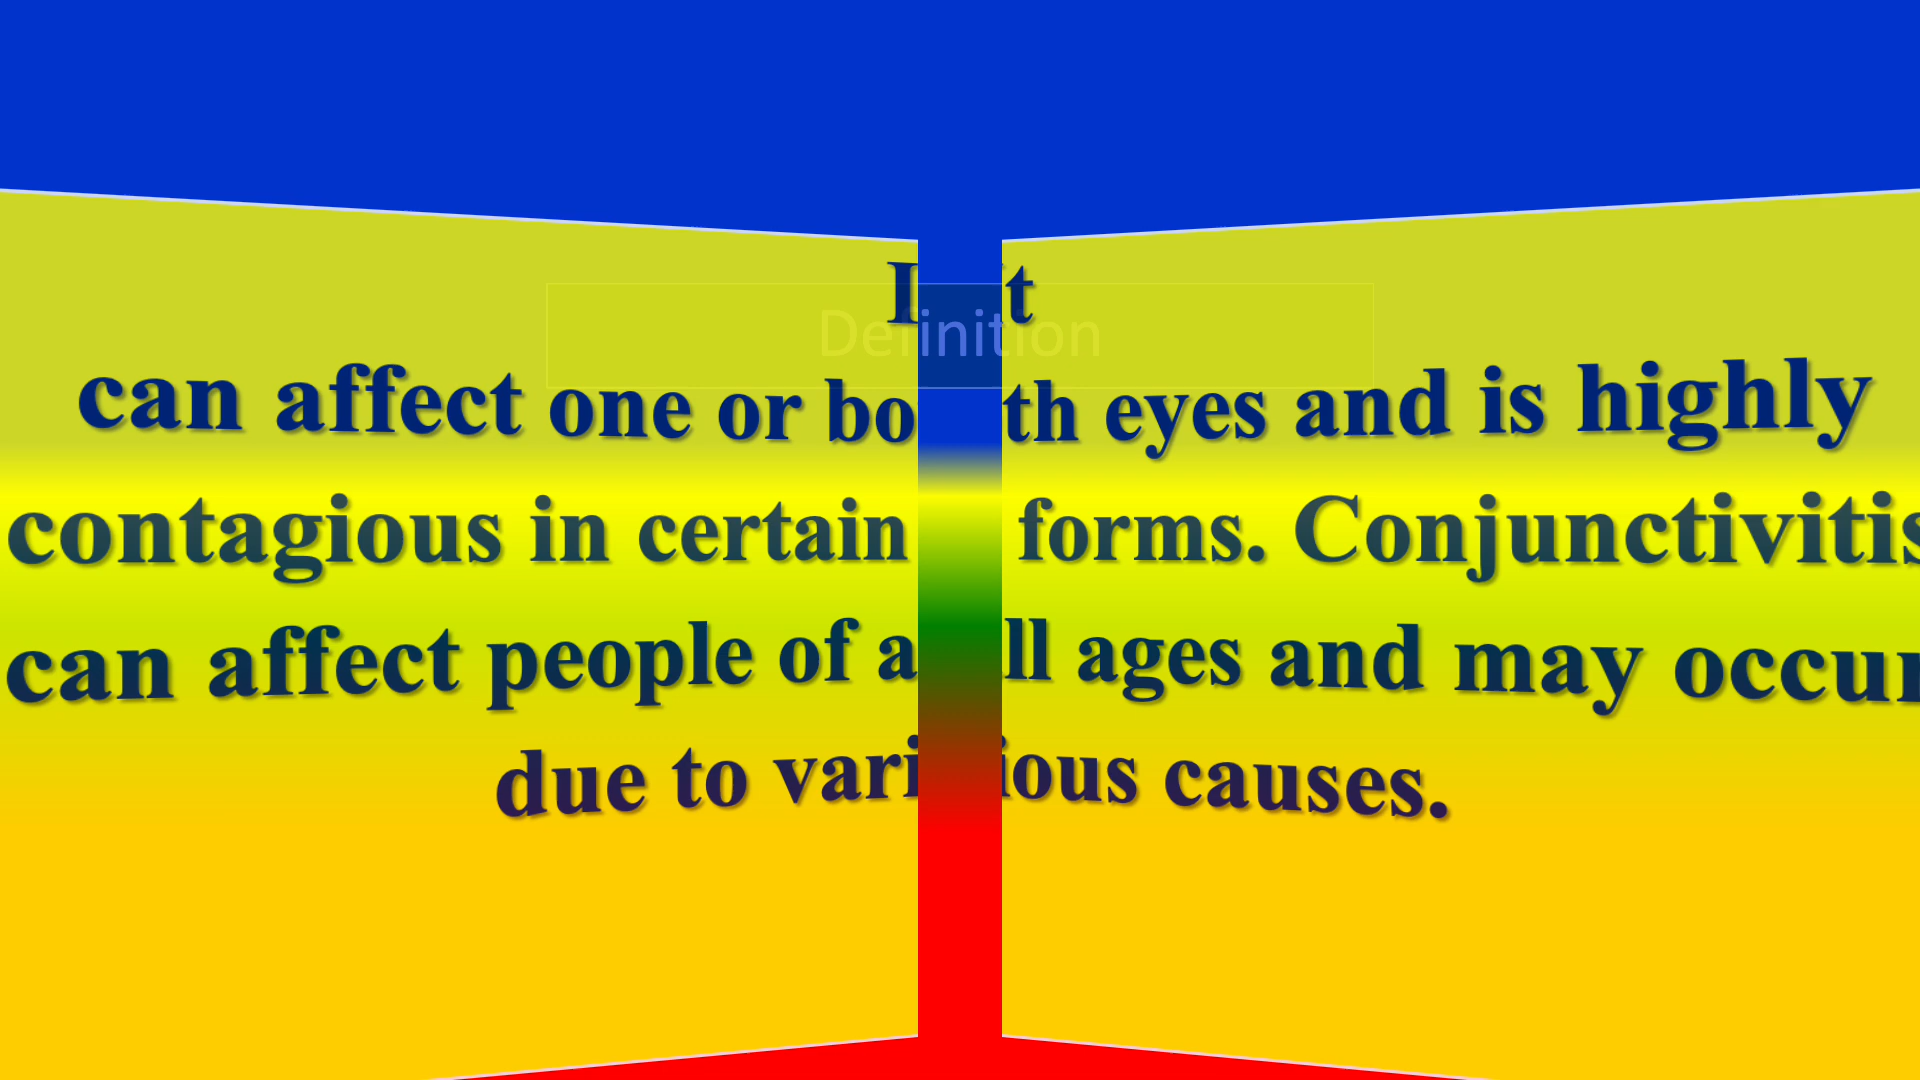 It
Definition
can affect one or both eyes and is highly
contagious in certain forms. Conjunctivitis
can affect people of all ages and may occur
due to various causes.